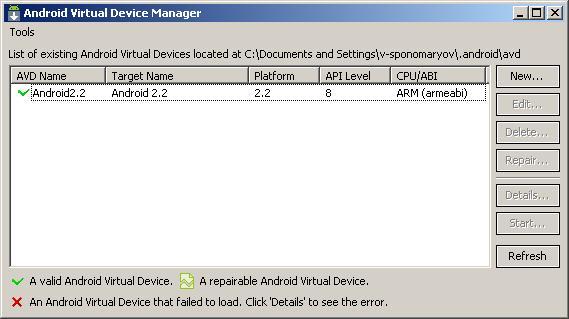 Android Virtual Device Manager
Tools
List of existing Android Virtual Devices located at C:\Documents and Settings\v-sponomaryov\.android\avd
AVD Name Target Name Platform API Level CPU/ABI
Android2.2 Android 2.2 2.2 8 ARM (armeabi)
New...
Edit...
Delete...
Repair...
Details...
Start...
Refresh
A valid Android Virtual Device. A repairable Android Virtual Device.
An Android Virtual Device that failed to load. Click 'Details' to see the error.